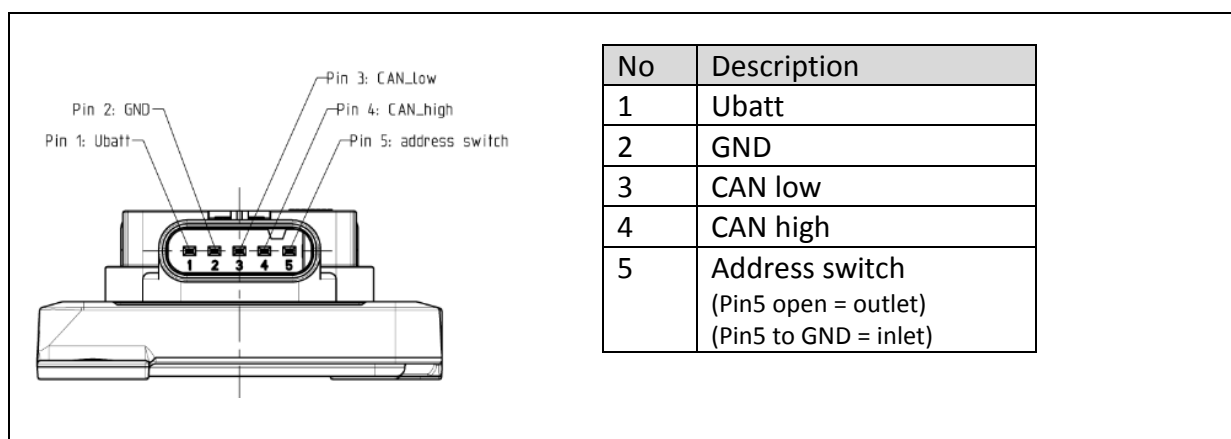 Pin 3: CAN_low
Pin 2: GND
Pin 4: CAN_high
Pin 1: Ubatt
Pin 5: address switch
1 2 3 4 5
No Description
1 Ubatt
2 GND
3 CAN low
4 CAN high
5 Address switch
(Pin5 open = outlet)
(Pin5 to GND = inlet)